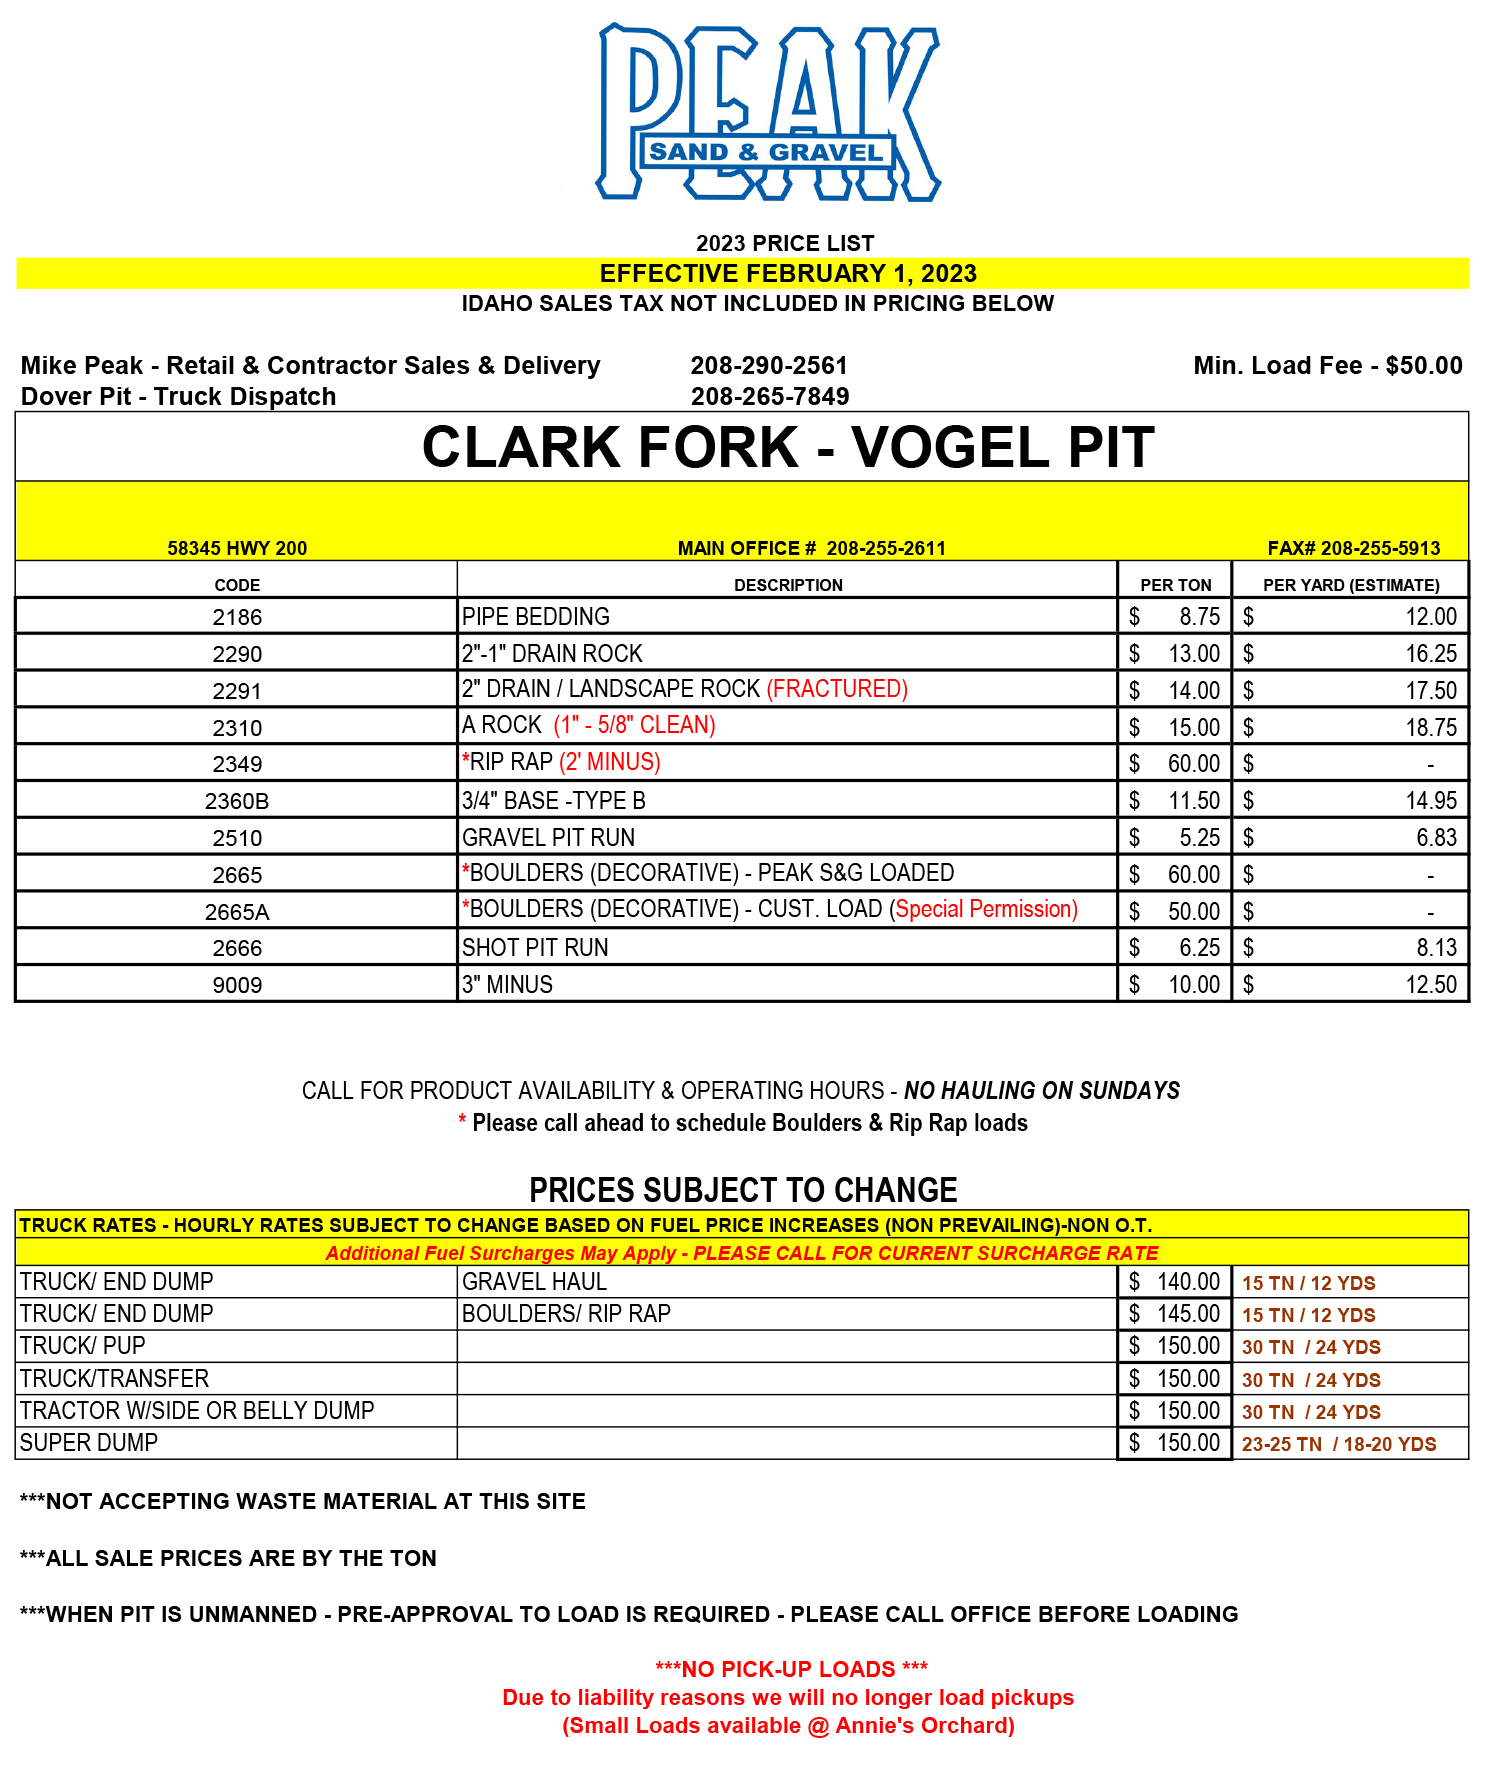 PEAK
SAND & GRAVEL
2023 PRICE LIST
EFFECTIVE FEBRUARY 1, 2023
IDAHO SALES TAX NOT INCLUDED IN PRICING BELOW
Mike Peak - Retail & Contractor Sales & Delivery 208-290-2561 Min. Load Fee - $50.00
Dover Pit - Truck Dispatch 208-265-7849
CLARK FORK - VOGEL PIT
58345 HWY 200 MAIN OFFICE # 208-255-2611 FAX# 208-255-5913
CODE DESCRIPTION PER TON PER YARD (ESTIMATE)
2186 PIPE BEDDING $ 8.75 $ 12.00
2290 2"-1" DRAIN ROCK $ 13.00 $ 16.25
2291 2" DRAIN / LANDSCAPE ROCK (FRACTURED) $ 14.00 $ 17.50
2310 A ROCK (1" - 5/8" CLEAN) $ 15.00 $ 18.75
2349 *RIP RAP (2' MINUS) $ 60.00 $ -
2360B 3/4" BASE -TYPE B $ 11.50 $ 14.95
2510 GRAVEL PIT RUN $ 5.25 $ 6.83
2665 *BOULDERS (DECORATIVE) - PEAK S&G LOADED $ 60.00 $ -
2665A *BOULDERS (DECORATIVE) - CUST. LOAD (Special Permission) $ 50.00 $ -
2666 SHOT PIT RUN $ 6.25 $ 8.13
9009 3" MINUS $ 10.00 $ 12.50
CALL FOR PRODUCT AVAILABILITY & OPERATING HOURS - NO HAULING ON SUNDAYS
* Please call ahead to schedule Boulders & Rip Rap loads
PRICES SUBJECT TO CHANGE
TRUCK RATES - HOURLY RATES SUBJECT TO CHANGE BASED ON FUEL PRICE INCREASES (NON PREVAILING)-NON O.T.
Additional Fuel Surcharges May Apply - PLEASE CALL FOR CURRENT SURCHARGE RATE
TRUCK/ END DUMP GRAVEL HAUL $ 140.00 15 TN / 12 YDS
TRUCK/ END DUMP BOULDERS/ RIP RAP $ 145.00 15 TN / 12 YDS
TRUCK/ PUP $ 150.00 30 TN / 24 YDS
TRUCK/TRANSFER $ 150.00 30 TN / 24 YDS
TRACTOR W/SIDE OR BELLY DUMP $ 150.00 30 TN / 24 YDS
SUPER DUMP $ 150.00 23-25 TN / 18-20 YDS
***NOT ACCEPTING WASTE MATERIAL AT THIS SITE
***ALL SALE PRICES ARE BY THE TON
***WHEN PIT IS UNMANNED - PRE-APPROVAL TO LOAD IS REQUIRED - PLEASE CALL OFFICE BEFORE LOADING
***NO PICK-UP LOADS ***
Due to liability reasons we will no longer load pickups
(Small Loads available @ Annie's Orchard)